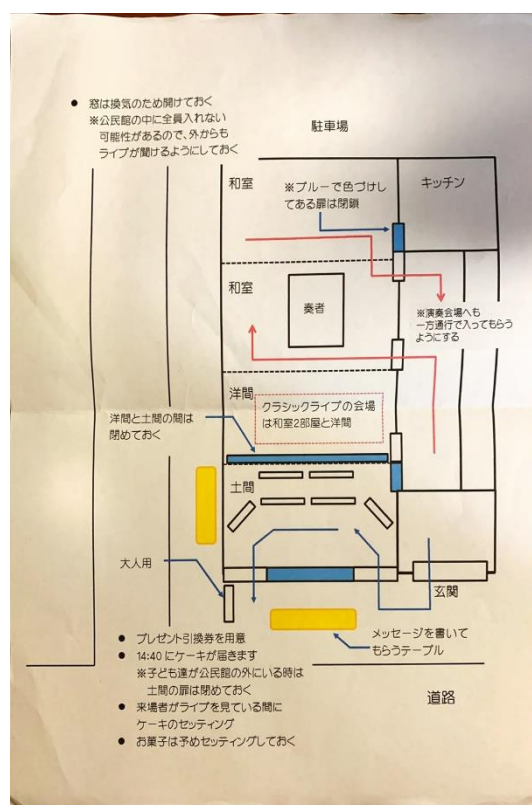 ● 窓は換気のため開けておく
※公民館の中に全員入れない
可能性があるので、外からも
ライブが聞けるようにしておく
駐車場
和室
キッチン
※ブルーで色づけし
てある扉は閉鎖
和室
奏者
※演奏会場へも
一方通行で入ってもらう
ようにする
洋間
クラシックライブの会場
は和室2部屋と洋間
洋間と土間の間は
閉めておく
土間
大人用
玄関
● プレゼント引換券を用意
● 14:40にケーキが届きます
※子ども達が公民館の外にいる時は
土間の扉は閉めておく
● 来場者がライブを見ている間に
ケーキのセッティング
● お菓子は予めセッティングしておく
メッセージを書いて
もらうテーブル
道路